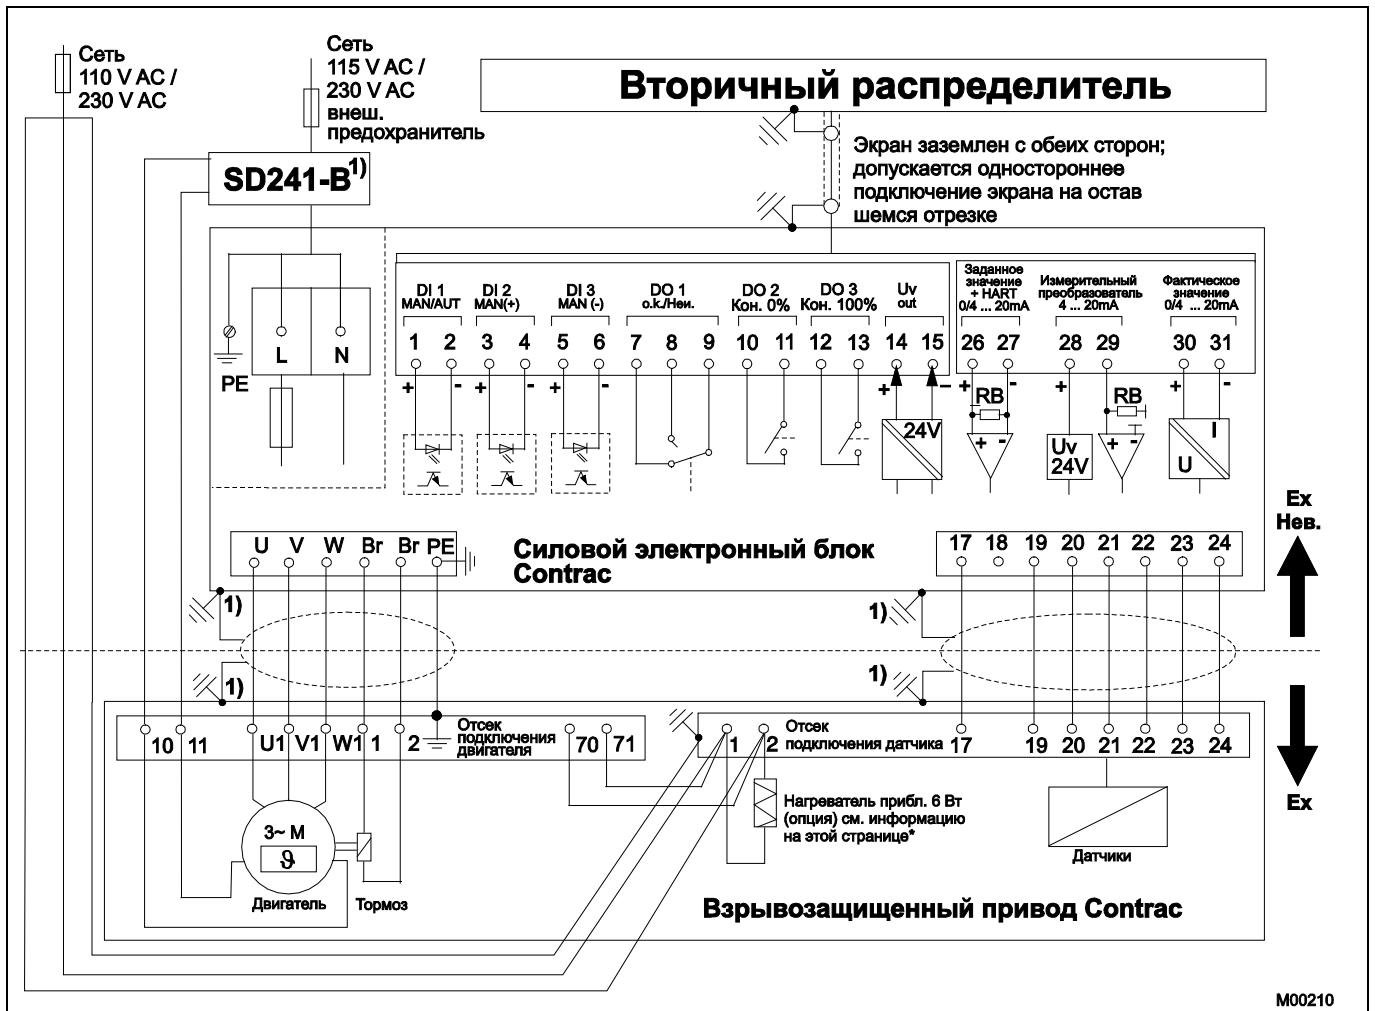 Сеть
110 V AC /
230 V AC
Сеть
115 V AC /
230 V AC
внеш.
предохранитель
Вторичный распределитель
SD241-B1)
Экран заземлен с обеих сторон;
допускается одностороннее
подключение экрана на остав
шемся отрезке
PE
L N
DI 1
MAN/AUT
DI 2
MAN(+)
DI 3
MAN (-)
DO 1
o.k./Неи.
DO 2
Кон. 0%
DO 3
Кон. 100%
Uv
out
Заданное
значение
+ HART
0/4 ... 20mA
Измерительный
преобразователь
4 ... 20mA
Фактическое
значение
0/4 ... 20mA
1 2 3 4 5 6 7 8 9 10 11 12 13 14 15 26 27 28 29 30 31
+ - + - + - + - + - + + -
RB RB
24V
+ -
Uv
24V
+ -
I
U
Ex
Нев.
U V W Br Br PE
Силовой электронный блок
Contrac
17 18 19 20 21 22 23 24
1)
1)
1)
1)
10 11 U1 V1 W1 1 2
Отсек
подключения
двигателя
70 71
1 2
Отсек
подключения датчика
17 19 20 21 22 23 24
Ex
3~ M
ϑ
Двигатель
Тормоз
Нагреватель прибл. 6 Вт
(опция) см. информацию
на этой странице*
Датчики
Взрывозащищенный привод Contrac
M00210